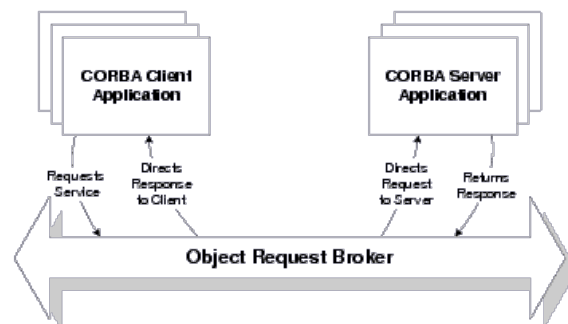 CORBA Client
Application
CORBA Server
Application
Requests
Service
Directs
Response
to Client
Directs
Request
to Server
Returns
Response
Object Request Broker